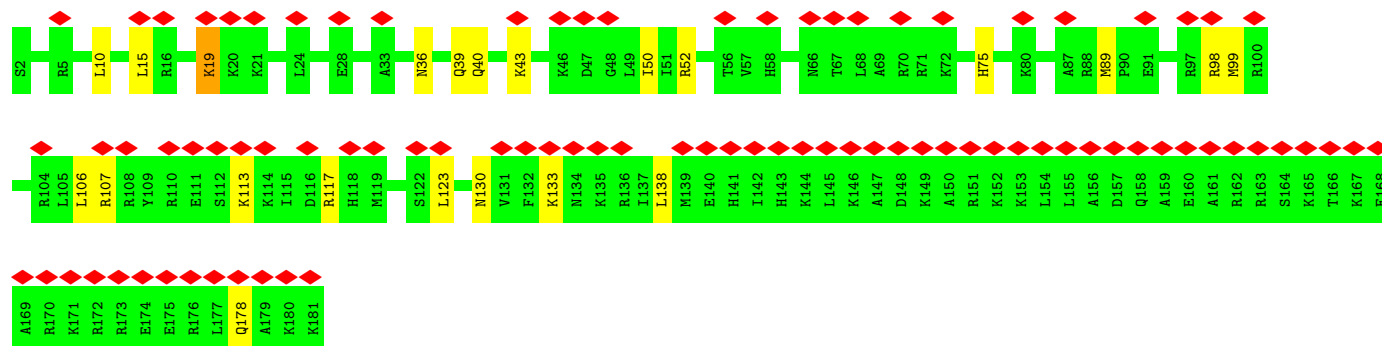 S2 R5 L10 L15 R16 K19 K20 K21 L24 E28 A33 N36 Q39 Q40 K43 K46 D47 G48 L49 I50 I51 R52 T56 V57 H58 N66 T67 L68 A69 R70 R71 K72 H75 K80 A87 R88 M89 P90 E91 R97 R98 M99 R100
R104 L105 L106 R107 R108 Y109 R110 E111 S112 K113 K114 I115 D116 R117 H118 M119 S122 L123 N130 V131 F132 K133 N134 K135 R136 I137 L138 M139 E140 H141 I142 H143 K144 L145 K146 A147 D148 K149 A150 R151 K152 K153 L154 L155 A156 D157 Q158 A159 E160 A161 R162 R163 S164 K165 T166 K167 E168
A169 R170 K171 R172 R173 E174 E175 R176 L177 Q178 A179 K180 K181